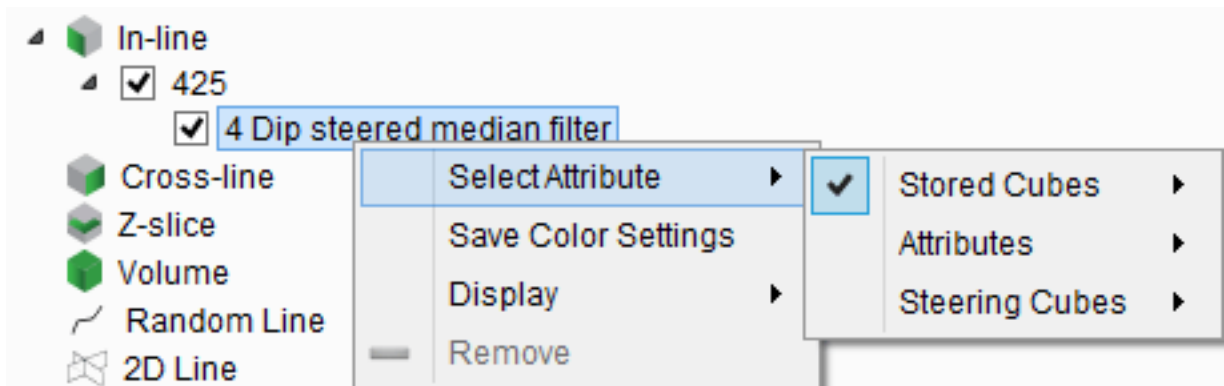 In-line
425
4 Dip steered median filter
Cross-line
Z-slice
Volume
Random Line
2D Line
Select Attribute
Save Color Settings
Display
Remove
Stored Cubes
Attributes
Steering Cubes